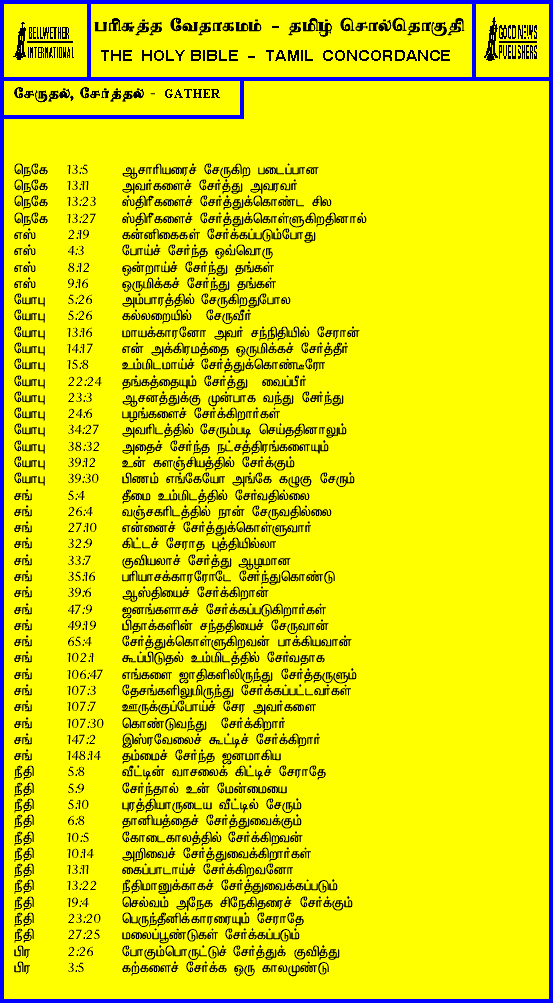 BELLWETHER
INTERNATIONAL
பரிசுத்த வேதாகமம் - தமிழ் சொல்தொகுதி
THE HOLY BIBLE - TAMIL CONCORDANCE
GOOD NEWS
PUBLISHERS
சேருதல், சேர்த்தல் - GATHER
நெகே 13:5 ஆசாரியரைச் சேருகிற படைப்பான
நெகே 13:11 அவர்களைச் சேர்த்து அவரவர்
நெகே 13:23 ஸ்திரீகளைச் சேர்த்துக்கொண்ட சில
நெகே 13:27 ஸ்திரீகளைச் சேர்த்துக்கொள்ளுகிறதினால்
எஸ் 2:19 கன்னிகைகள் சேர்க்கப்படும்போது
எஸ் 4:3 போய்ச் சேர்ந்த ஒவ்வொரு
எஸ் 8:12 ஒன்றாய்ச் சேர்ந்து தங்கள்
எஸ் 9:16 ஒருமிக்கச் சேர்ந்து தங்கள்
யோபு 5:26 அம்பாரத்தில் சேருகிறதுபோல
யோபு 5:26 கல்லறையில் சேருவீர்
யோபு 13:16 மாயக்காரனோ அவர் சந்நிதியில் சேரான்
யோபு 14:17 என் அக்கிரமத்தை ஒருமிக்கச் சேர்த்தீர்
யோபு 15:8 உம்மிடமாய்ச் சேர்த்துக்கொண்டீரோ
யோபு 22:24 தங்கத்தையும் சேர்த்து வைப்பீர்
யோபு 23:3 ஆசனத்துக்கு முன்பாக வந்து சேர்ந்து
யோபு 24:6 பழங்களைச் சேர்க்கிறார்கள்
யோபு 34:27 அவரிடத்தில் சேரும்படி செய்ததினாலும்
யோபு 38:32 அதைச் சேர்ந்த நட்சத்திரங்களையும்
யோபு 39:12 உன் களஞ்சியத்தில் சேர்க்கும்
யோபு 39:30 பிணம் எங்கேயோ அங்கே கழுகு சேரும்
சங் 5:4 தீமை உம்மிடத்தில் சேர்வதில்லை
சங் 26:4 வஞ்சகரிடத்தில் நான் சேருவதில்லை
சங் 27:10 என்னைச் சேர்த்துக்கொள்ளுவார்
சங் 32:9 கிட்டச் சேராத புத்தியில்லா
சங் 33:7 குவியலாச் சேர்த்து ஆழமான
சங் 35:16 பரியாசக்காரரோடே சேர்ந்துகொண்டு
சங் 39:6 ஆஸ்தியைச் சேர்க்கிறான்
சங் 47:9 ஜனங்களாகச் சேர்க்கப்படுகிறார்கள்
சங் 49:19 பிதாக்களின் சந்ததியைச் சேருவான்
சங் 65:4 சேர்த்துக்கொள்ளுகிறவன் பாக்கியவான்
சங் 102:1 கூப்பிடுதல் உம்மிடத்தில் சேர்வதாக
சங் 106:47 எங்களை ஜாதிகளிலிருந்து சேர்த்தருளும்
சங் 107:3 தேசங்களிலுமிருந்து சேர்க்கப்பட்டவர்கள்
சங் 107:7 ஊருக்குப்போய்ச் சேர அவர்களை
சங் 107:30 கொண்டுவந்து சேர்க்கிறார்
சங் 147:2 இஸ்ரவேலைச் கூட்டிச் சேர்க்கிறார்
சங் 148:14 தம்மைச் சேர்ந்த ஜனமாகிய
நீதி 5:8 வீட்டின் வாசலைக் கிட்டிச் சேராதே
நீதி 5:9 சேர்ந்தால் உன் மேன்மையை
நீதி 5:10 புரத்தியாருடைய வீட்டில் சேரும்
நீதி 6:8 தானியத்தைச் சேர்த்துவைக்கும்
நீதி 10:5 கோடைகாலத்தில் சேர்க்கிறவன்
நீதி 10:14 அறிவைச் சேர்த்துவைக்கிறார்கள்
நீதி 13:11 கைப்பாடாய்ச் சேர்க்கிறவனோ
நீதி 13:22 நீதிமானுக்காகச் சேர்த்துவைக்கப்படும்
நீதி 19:4 செல்வம் அநேக சிநேகிதரைச் சேர்க்கும்
நீதி 23:20 பெருந்தீனிக்காரரையும் சேராதே
நீதி 27:25 மலைப்பூண்டுகள் சேர்க்கப்படும்
பிர 2:26 போகும்பொருட்டுச் சேர்த்துக் குவித்து
பிர 3:5 கற்களைச் சேர்க்க ஒரு காலமுண்டு